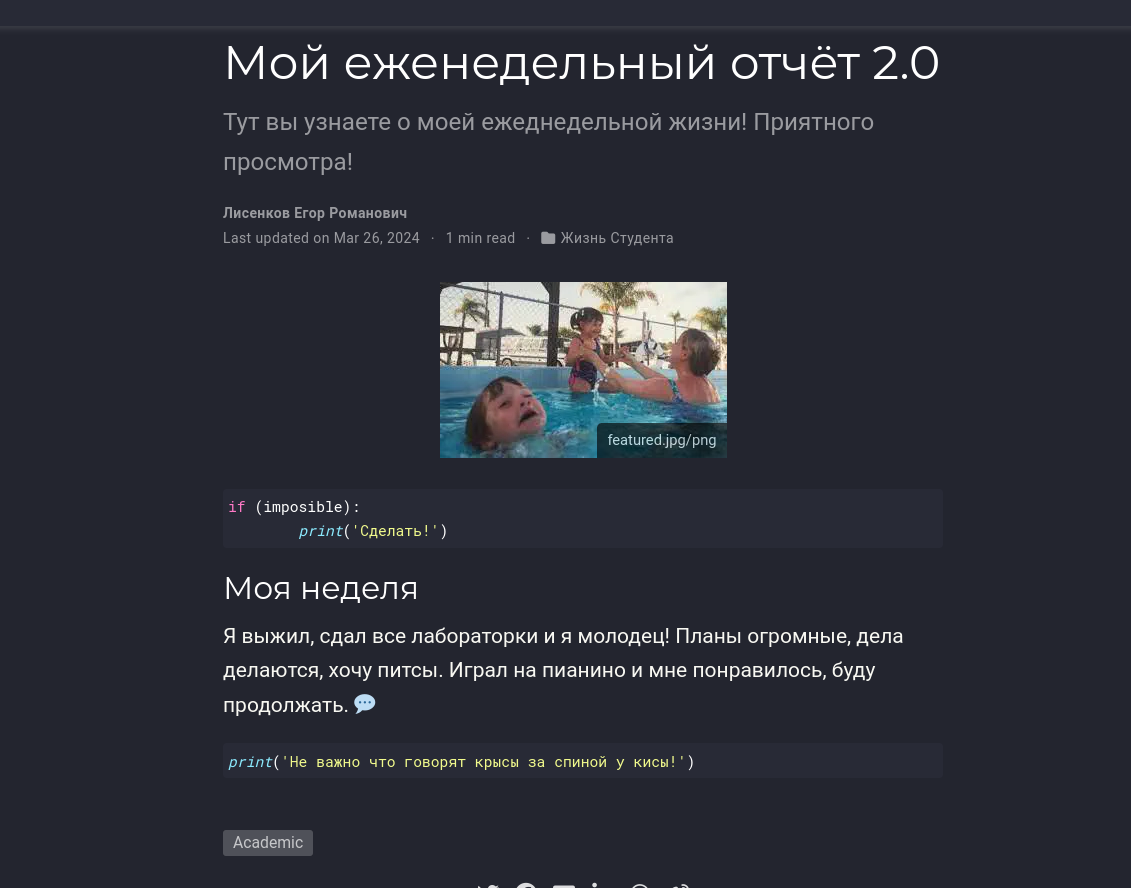 Мой еженедельный отчёт 2.0
Тут вы узнаете о моей ежеднедельной жизни! Приятного
просмотра!
Лисенков Егор Романович
Last updated on Mar 26, 2024 · 1 min read · Жизнь Студента
featured.jpg/png
if (imposible):
print('Сделать!')
Моя неделя
Я выжил, сдал все лабораторки и я молодец! Планы огромные, дела
делаются, хочу питсы. Играл на пианино и мне понравилось, буду
продолжать.
print('Не важно что говорят крысы за спиной у кисы!')
Academic